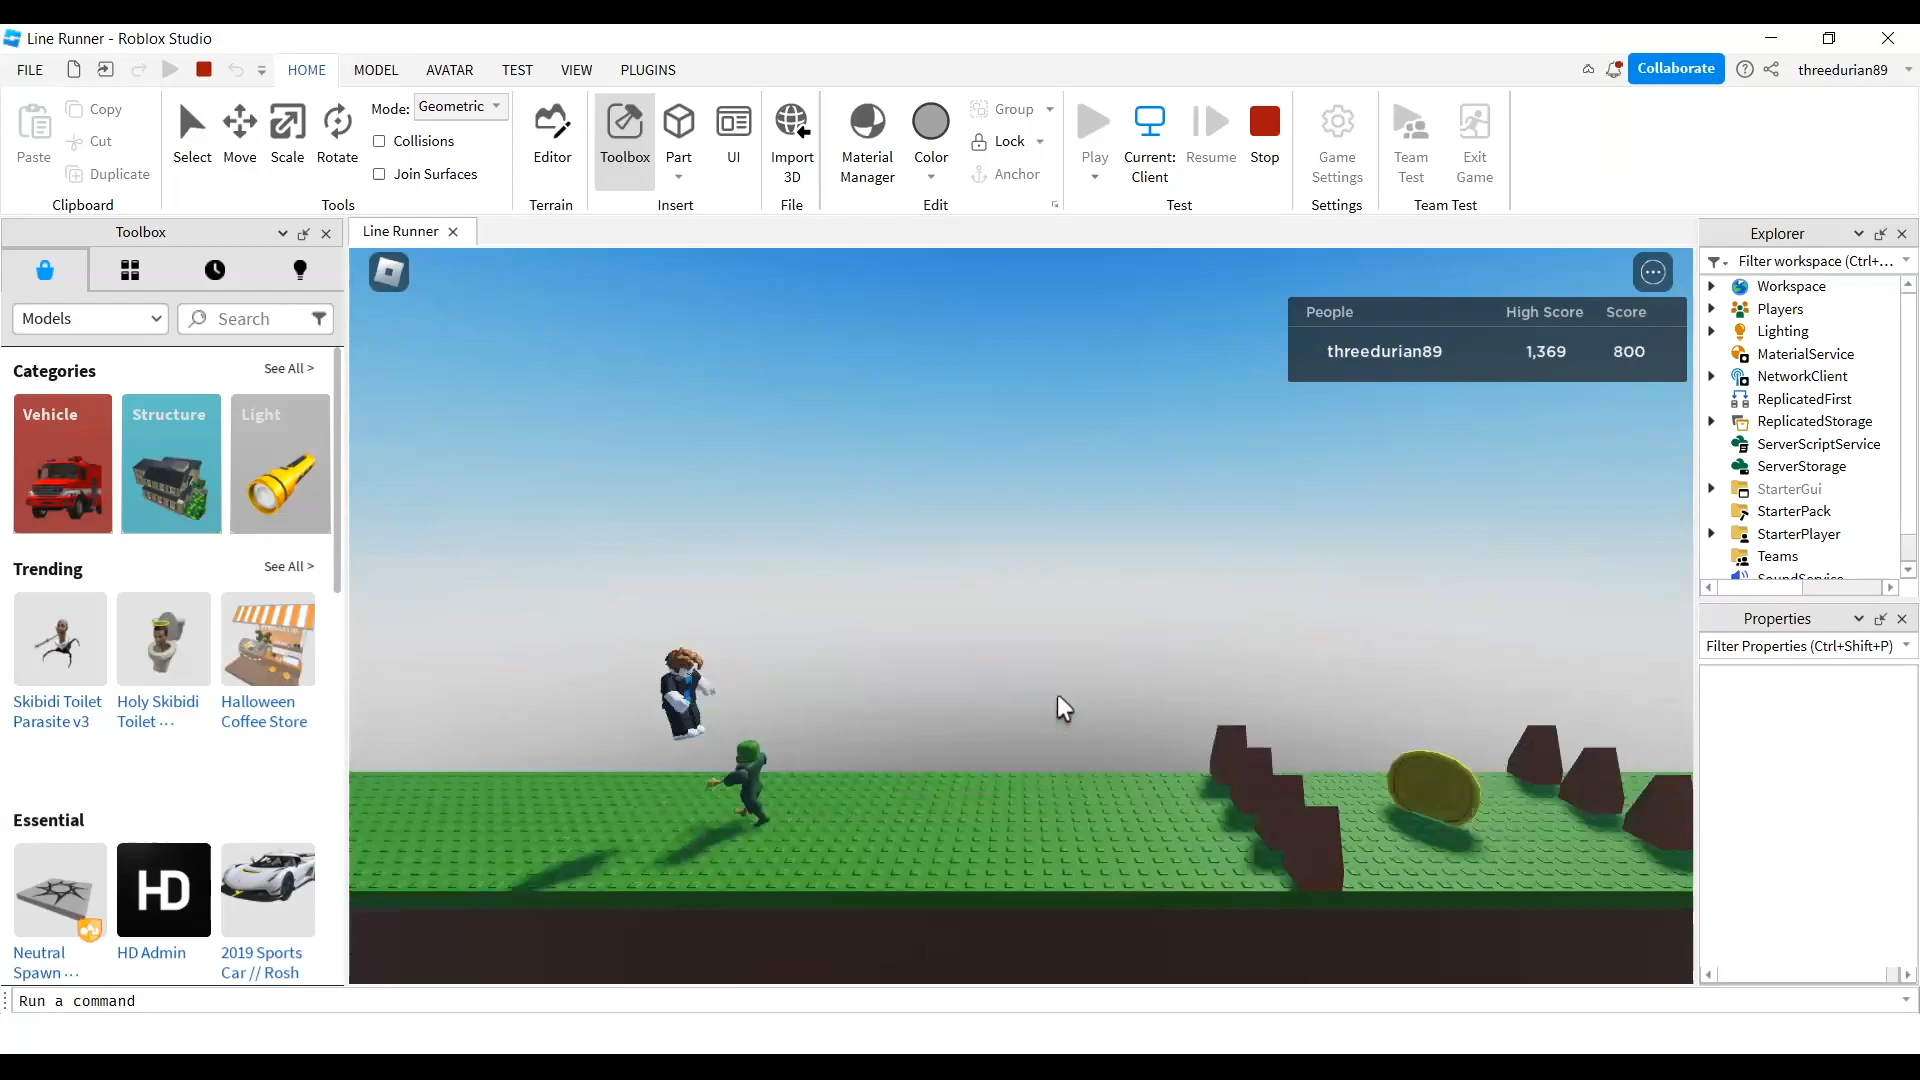 Line Runner - Roblox Studio
FILE HOME MODEL AVATAR TEST VIEW PLUGINS Collaborate threedurian89
Paste
Copy
Cut
Duplicate
Clipboard
Select Move Scale Rotate
Mode: Geometric
Collisions
Join Surfaces
Tools
Editor
Terrain
Toolbox Part UI
Insert
Import
3D
File
Material
Manager
Color
Group
Lock
Anchor
Edit
Play
Current:
Client
Resume Stop
Test
Game
Settings
Settings
Team
Test
Exit
Game
Team Test
Toolbox
Models Search
Categories See All >
Vehicle Structure Light
Trending See All >
Skibidi Toilet
Parasite v3
Holy Skibidi
Toilet ...
Halloween
Coffee Store
Essential
HD
Neutral
Spawn ...
HD Admin
2019 Sports
Car // Rosh
Line Runner
People High Score Score
threedurian89 1,369 800
Explorer
Filter workspace (Ctrl+...
Workspace
Players
Lighting
MaterialService
NetworkClient
ReplicatedFirst
ReplicatedStorage
ServerScriptService
ServerStorage
StarterGui
StarterPack
StarterPlayer
Teams
SoundService
Properties
Filter Properties (Ctrl+Shift+P)
Run a command